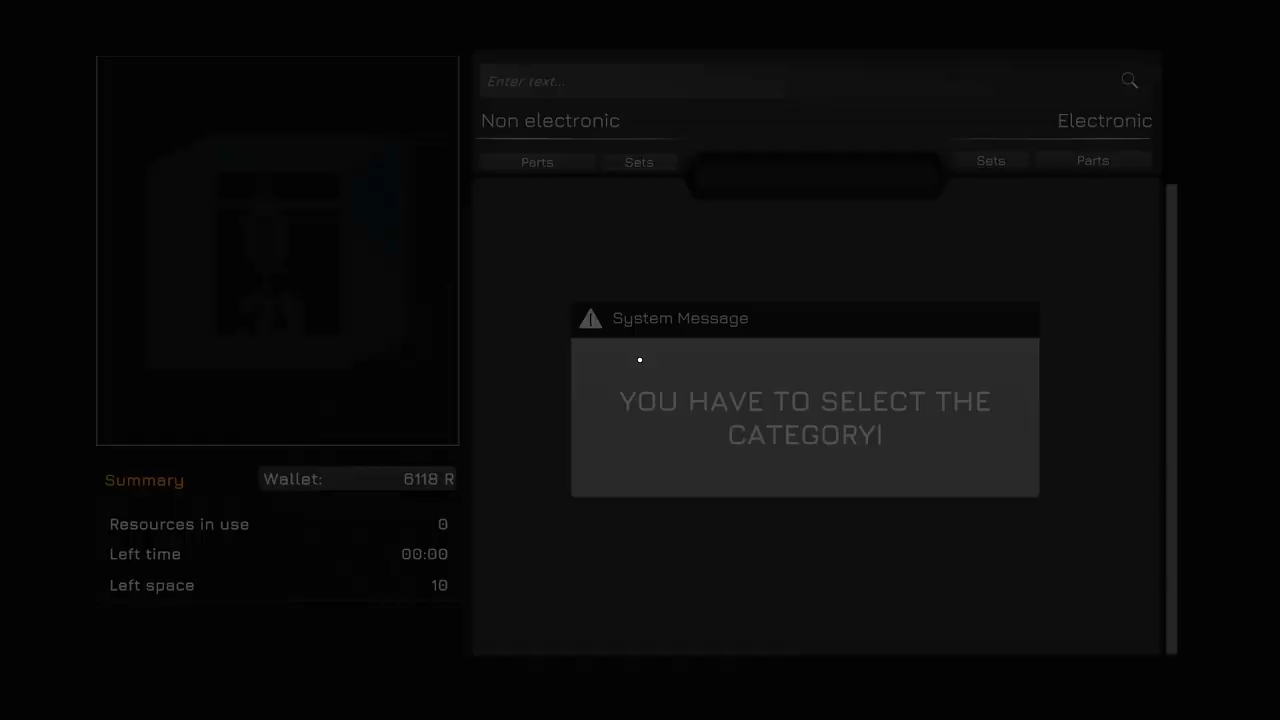 Enter text...
Non electronic
Electronic
Parts
Sets
Sets
Parts
System Message
YOU HAVE TO SELECT THE
CATEGORY!
Summary
Wallet: 6118 R
Resources in use 0
Left time 00:00
Left space 10